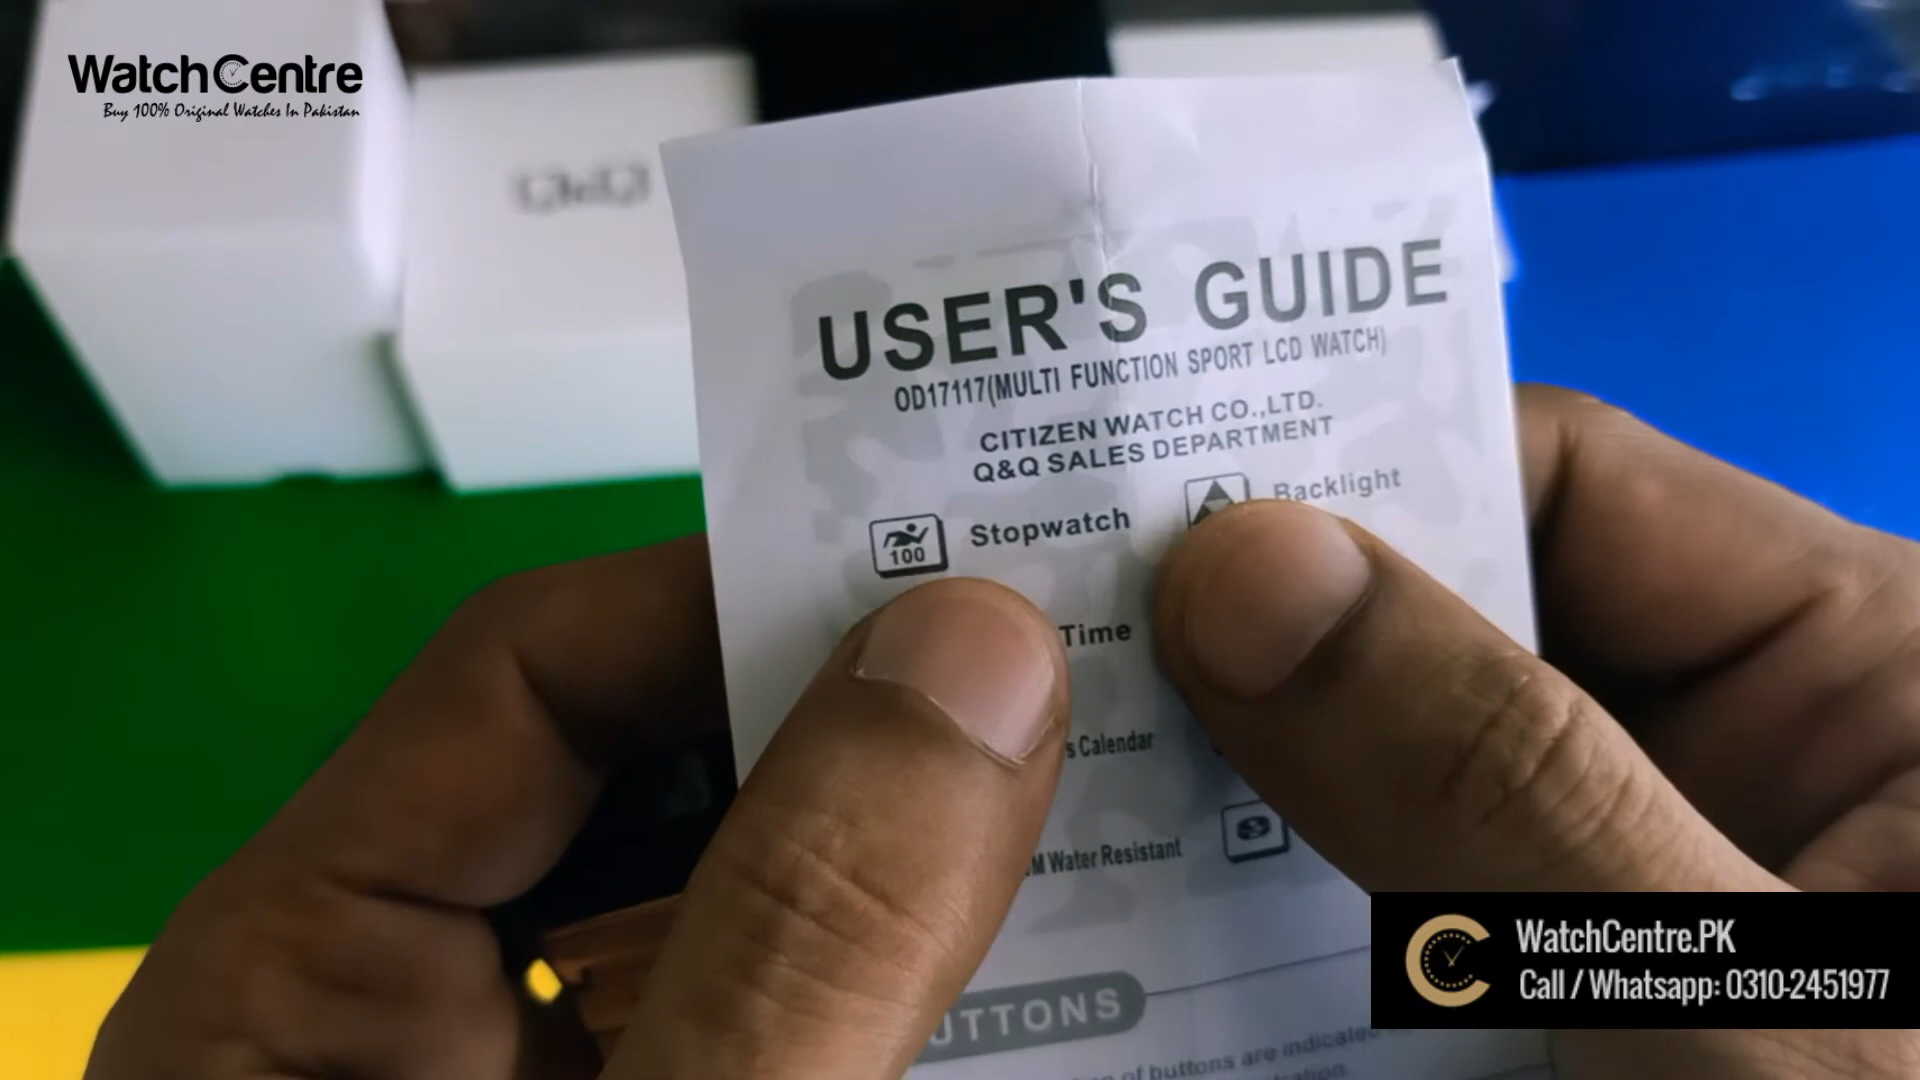 WatchCentre
Buy 100% Original Watches In Pakistan
Q&Q
USER'S GUIDE
OD17117(MULTI FUNCTION SPORT LCD WATCH)
CITIZEN WATCH CO.,LTD.
Q&Q SALES DEPARTMENT
100 Stopwatch
Backlight
Time
s Calendar
M Water Resistant
UTTONS
of buttons are indicated
WatchCentre.PK
Call / Whatsapp: 0310-2451977